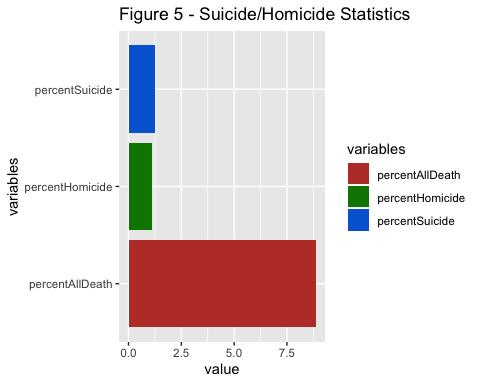 Figure 5 - Suicide/Homicide Statistics
variables
percentSuicide
percentHomicide
percentAllDeath
0.0 2.5 5.0 7.5
value
variables
percentAllDeath
percentHomicide
percentSuicide